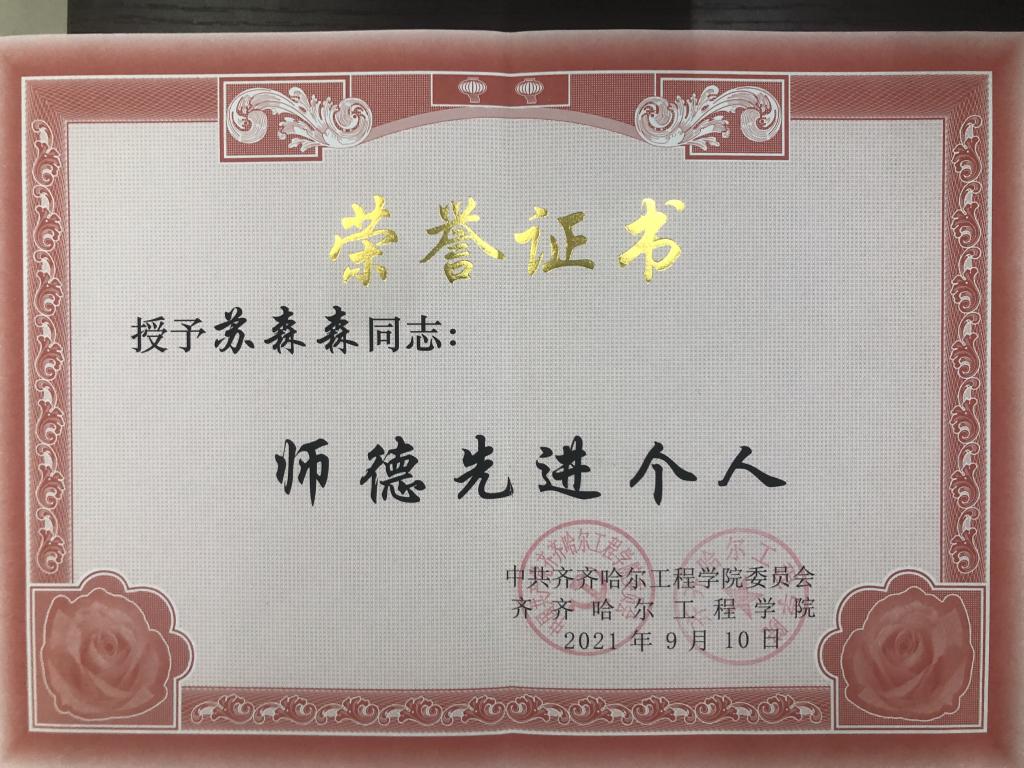 荣誉证书
授予苏森森同志：
师德先进个人
中共齐齐哈尔工程学院委员会
齐齐哈尔工程学院
2021年9月10日